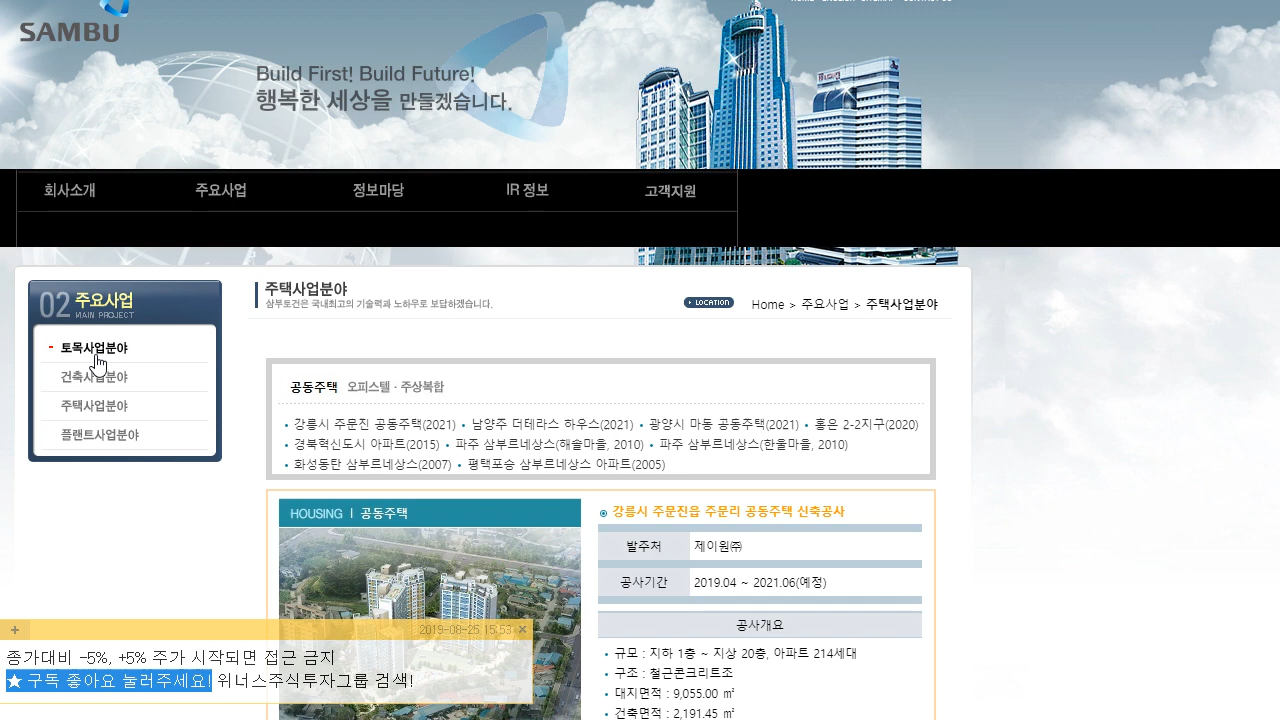 SAMBU
Build First! Build Future!
행복한 세상을 만들겠습니다.
회사소개 주요사업 정보마당 IR 정보 고객지원
02 주요사업
MAIN PROJECT
토목사업분야
건축사업분야
주택사업분야
플랜트사업분야
주택사업분야
삼부토건은 국내최고의 기술력과 노하우로 보답하겠습니다.
LOCATION Home > 주요사업 > 주택사업분야
공동주택 오피스텔 · 주상복합
강릉시 주문진 공동주택(2021) 남양주 더테라스 하우스(2021) 광양시 마동 공동주택(2021) 홍은 2-2지구(2020)
경북혁신도시 아파트(2015) 파주 삼부르네상스(해솔마을, 2010) 파주 삼부르네상스(한울마을, 2010)
화성동탄 삼부르네상스(2007) 평택포승 삼부르네상스 아파트(2005)
HOUSING | 공동주택
강릉시 주문진읍 주문리 공동주택 신축공사
발주처 제이원㈜
공사기간 2019.04 ~ 2021.06(예정)
공사개요
규모 : 지하 1층 ~ 지상 20층, 아파트 214세대
구조 : 철근콘크리트조
대지면적 : 9,055.00 ㎡
건축면적 : 2,191.45 ㎡
+ 2019-08-25 15:53 ×
종가대비 -5%, +5% 주가 시작되면 접근 금지
★ 구독 좋아요 눌러주세요! 위너스주식투자그룹 검색!